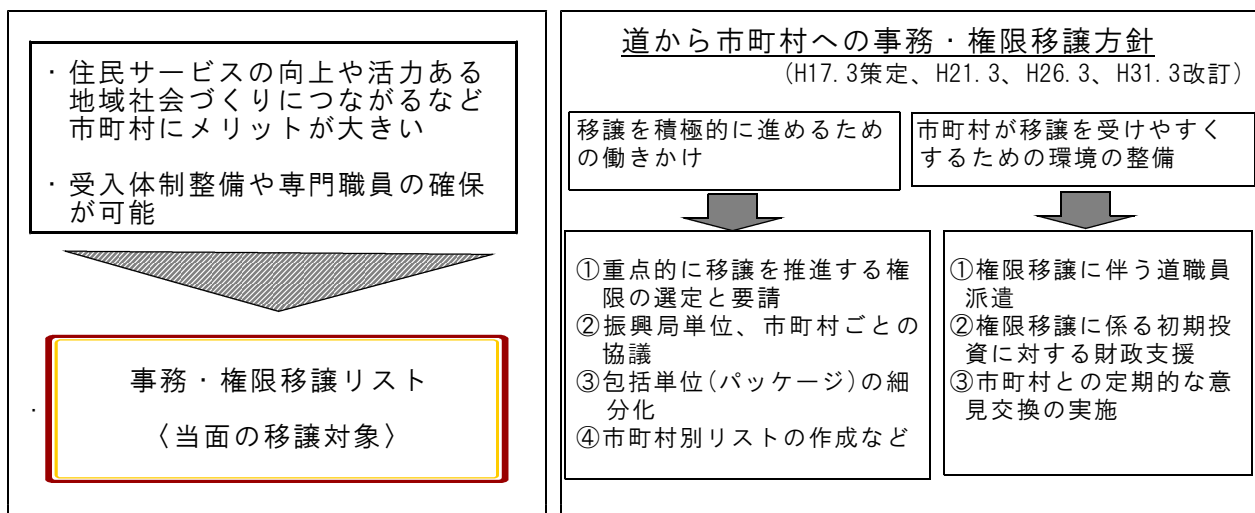 ・住民サービスの向上や活力ある
地域社会づくりにつながるなど
市町村にメリットが大きい
・受入体制整備や専門職員の確保
が可能
事務・権限移譲リスト
〈当面の移譲対象〉
道から市町村への事務・権限移譲方針
(H17.3策定、H21.3、H26.3、H31.3改訂)
移譲を積極的に進めるため
の働きかけ
①重点的に移譲を推進する権
限の選定と要請
②振興局単位、市町村ごとの
協議
③包括単位(パッケージ)の細
分化
④市町村別リストの作成など
市町村が移譲を受けやすく
するための環境の整備
①権限移譲に伴う道職員
派遣
②権限移譲に係る初期投
資に対する財政支援
③市町村との定期的な意
見交換の実施